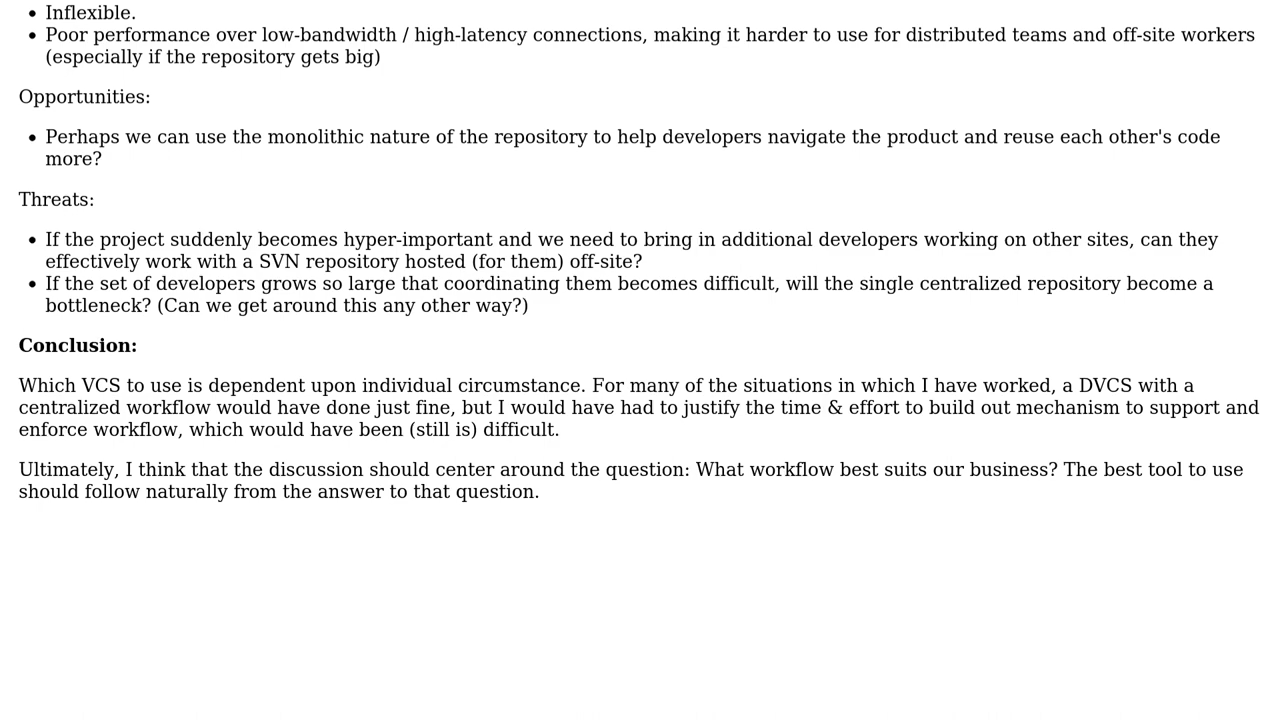 Inflexible.
Poor performance over low-bandwidth / high-latency connections, making it harder to use for distributed teams and off-site workers
(especially if the repository gets big)
Opportunities:
Perhaps we can use the monolithic nature of the repository to help developers navigate the product and reuse each other's code
more?
Threats:
If the project suddenly becomes hyper-important and we need to bring in additional developers working on other sites, can they
effectively work with a SVN repository hosted (for them) off-site?
If the set of developers grows so large that coordinating them becomes difficult, will the single centralized repository become a
bottleneck? (Can we get around this any other way?)
Conclusion:
Which VCS to use is dependent upon individual circumstance. For many of the situations in which I have worked, a DVCS with a
centralized workflow would have done just fine, but I would have had to justify the time & effort to build out mechanism to support and
enforce workflow, which would have been (still is) difficult.
Ultimately, I think that the discussion should center around the question: What workflow best suits our business? The best tool to use
should follow naturally from the answer to that question.